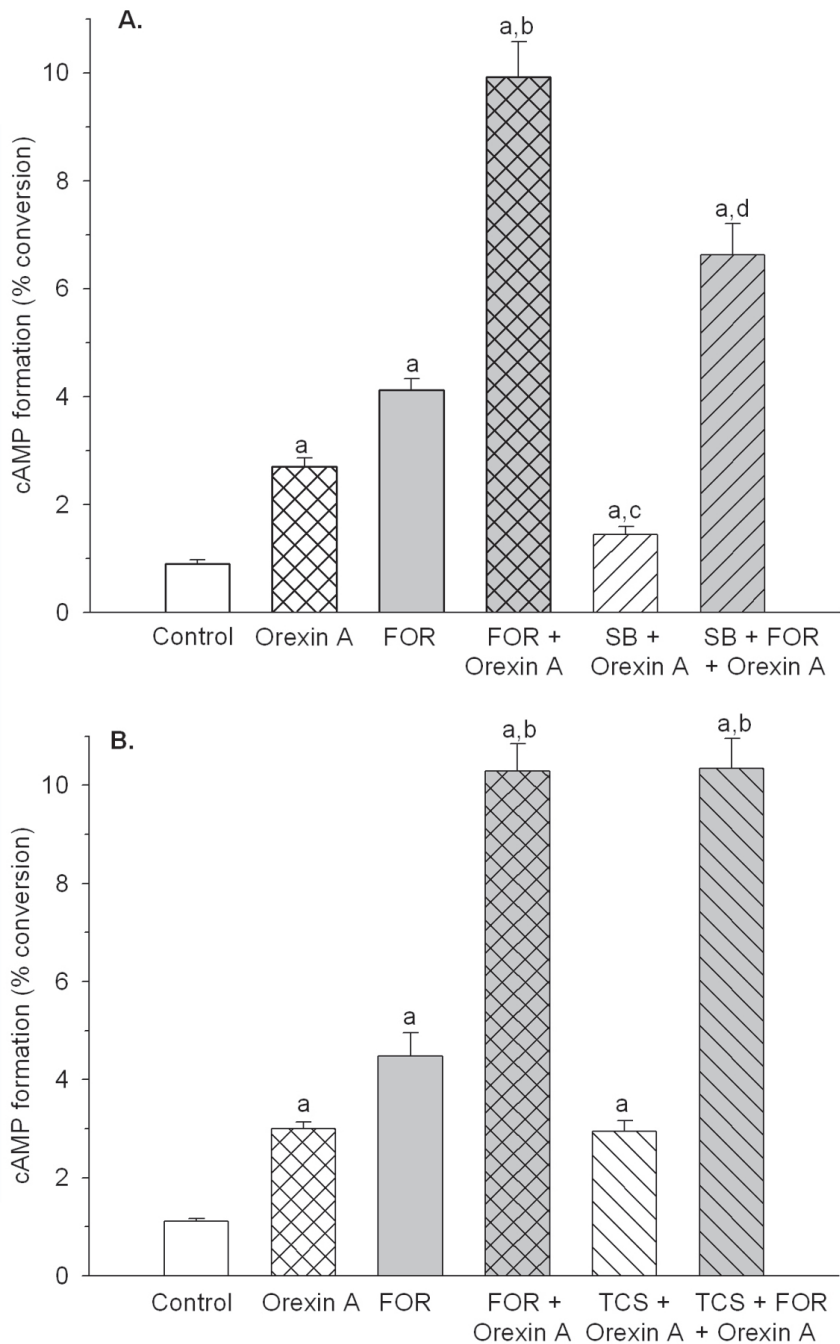 A.
cAMP formation (% conversion)
10
8
6
4
2
0
a
a
a,b
a,c
a,d
Control
Orexin A
FOR
FOR +
Orexin A
SB +
Orexin A
SB + FOR
+ Orexin A
B.
cAMP formation (% conversion)
10
8
6
4
2
0
a
a
a,b
a
a,b
Control
Orexin A
FOR
FOR +
Orexin A
TCS +
Orexin A
TCS + FOR
+ Orexin A